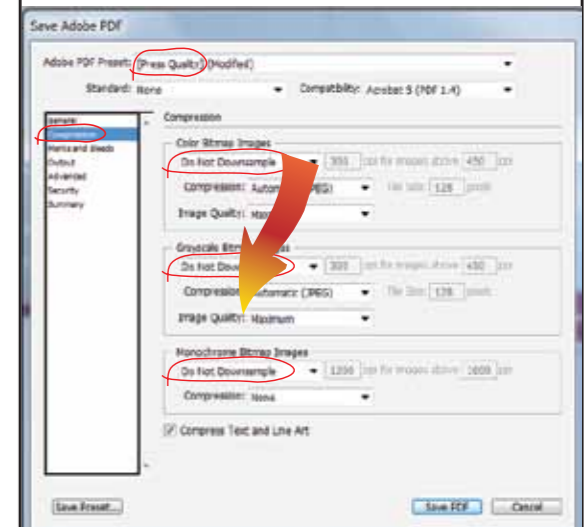 Save Adobe PDF
Adobe PDF Preset: [Press Quality] (Modified)
Standard: None Compatibility: Acrobat 5 (PDF 1.4)
General
Compression
Marks and Bleeds
Output
Advanced
Security
Summary
Compression
Color Bitmap Images
Do Not Downsample 300 ppi for images above 450 ppi
Compression: (JPEG) Tile Size: 128 pixels
Image Quality:
Grayscale
Do Not 300 ppi for images above 450 ppi
Compression: Automatic (JPEG) Tile Size: 128 pixels
Image Quality: Maximum
Monochrome Bitmap Images
Do Not Downsample 1200 ppi for images above 1800 ppi
Compression: None
Compress Text and Line Art
Save Preset... Save PDF Cancel